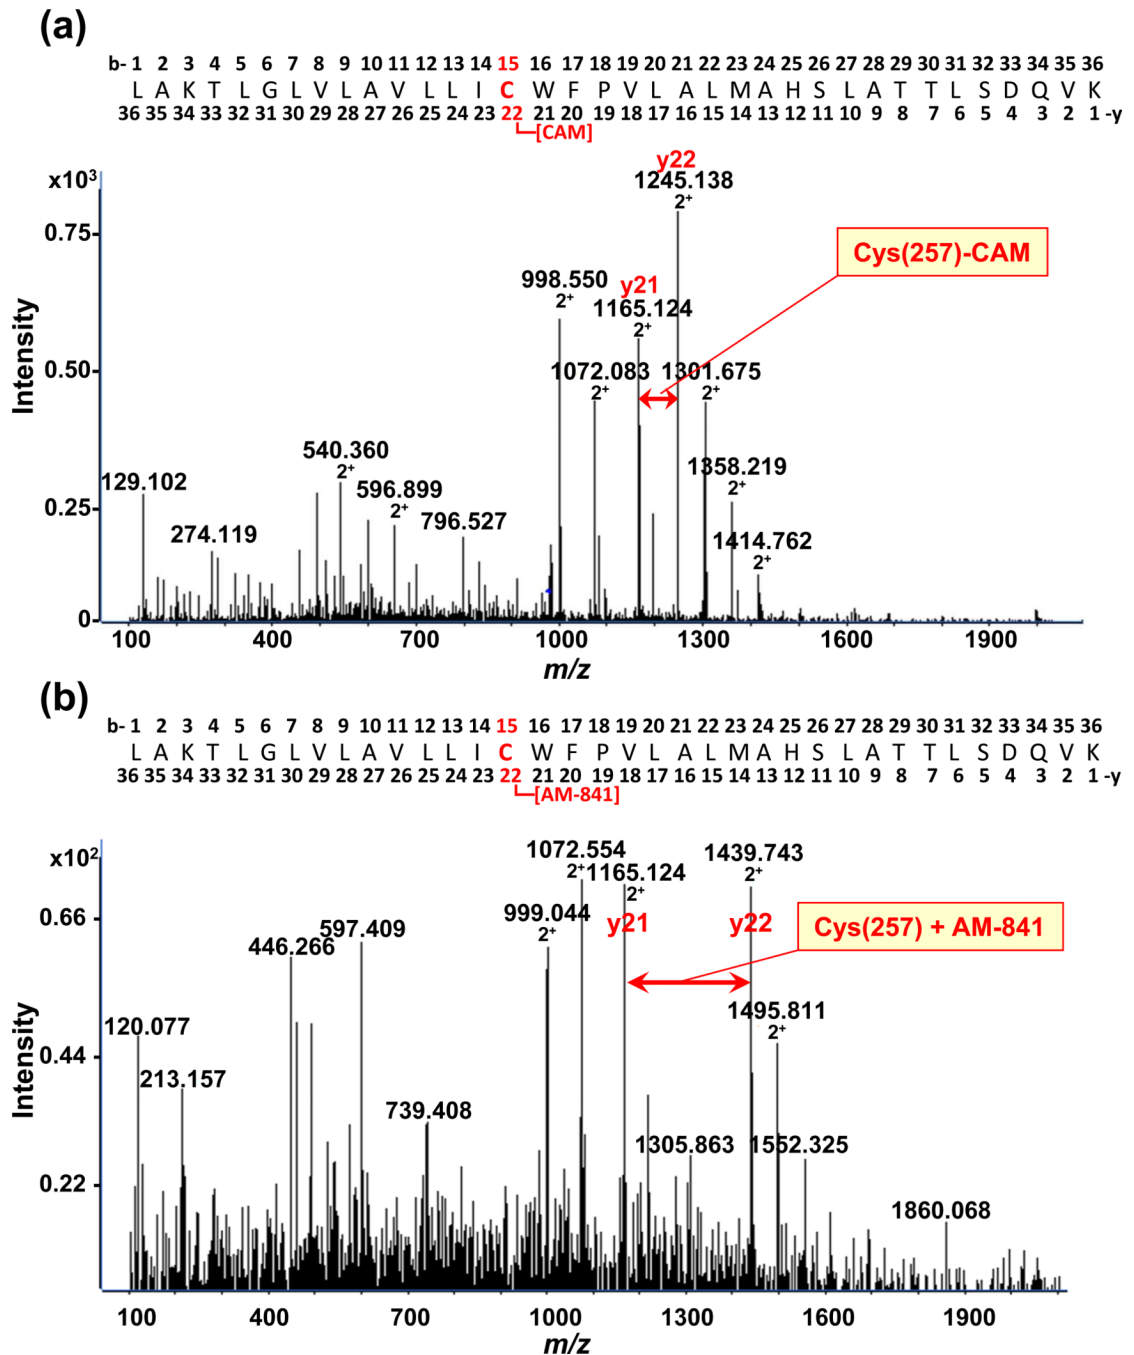 (a)
b- 1 2 3 4 5 6 7 8 9 10 11 12 13 14 15 16 17 18 19 20 21 22 23 24 25 26 27 28 29 30 31 32 33 34 35 36
L A K T L G L V L A V L L I C W F P V L A L M A H S L A T T L S D Q V K
36 35 34 33 32 31 30 29 28 27 26 25 24 23 22 21 20 19 18 17 16 15 14 13 12 11 10 9 8 7 6 5 4 3 2 1 -y
[CAM]
x10³
y22
1245.138
2⁺
0.75
Cys(257)-CAM
998.550
2⁺
y21
1165.124
2⁺
0.50
1072.083
2⁺
1301.675
2⁺
Intensity
540.360
2⁺
1358.219
2⁺
129.102
596.899
2⁺
0.25
796.527
274.119
1414.762
2⁺
0
100 400 700 1000 1300 1600 1900
m/z
(b)
b- 1 2 3 4 5 6 7 8 9 10 11 12 13 14 15 16 17 18 19 20 21 22 23 24 25 26 27 28 29 30 31 32 33 34 35 36
L A K T L G L V L A V L L I C W F P V L A L M A H S L A T T L S D Q V K
36 35 34 33 32 31 30 29 28 27 26 25 24 23 22 21 20 19 18 17 16 15 14 13 12 11 10 9 8 7 6 5 4 3 2 1 -y
[AM-841]
x10²
1072.554
2⁺
1165.124
2⁺
1439.743
2⁺
0.66
999.044
2⁺
y21
y22
Cys(257) + AM-841
597.409
446.266
1495.811
2⁺
120.077
0.44
Intensity
213.157
739.408
1305.863
1552.325
0.22
1860.068
100 400 700 1000 1300 1600 1900
m/z